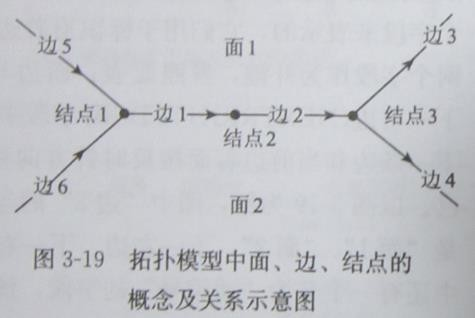 边5
面1
边3
结点1
边1
边2
结点3
结点2
边6
边4
面2
图 3-19 拓扑模型中面、边、结点的
概念及关系示意图